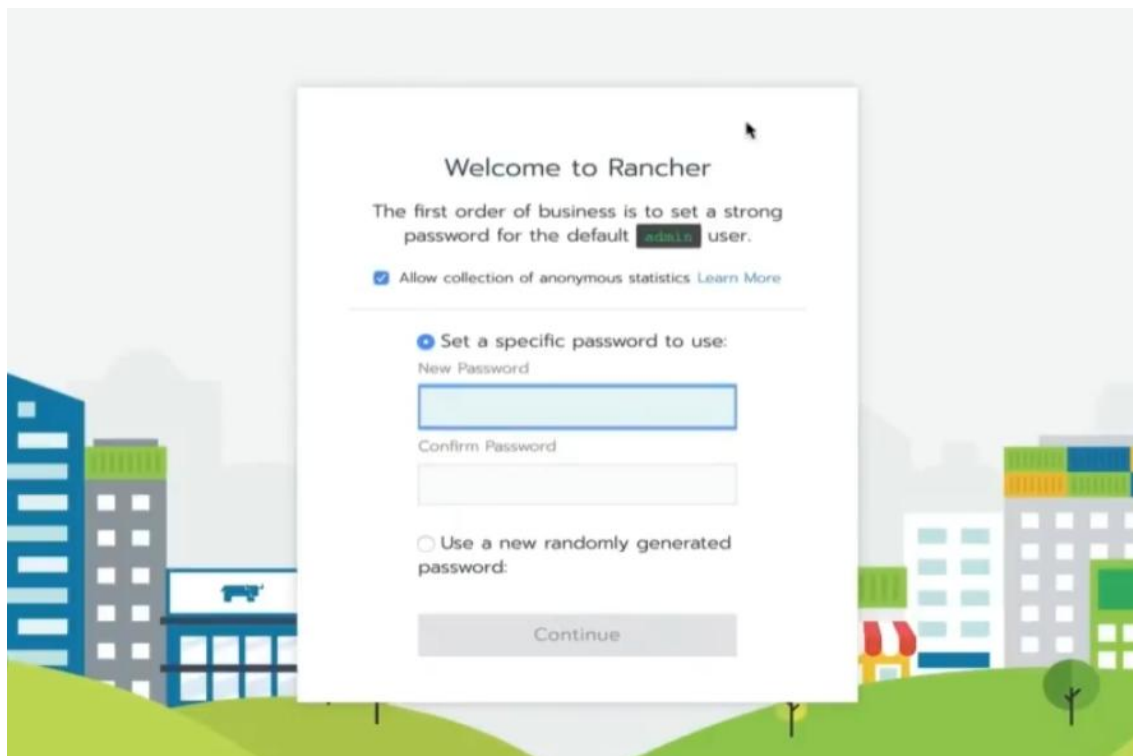 Welcome to Rancher
The first order of business is to set a strong
password for the default admin user.
Allow collection of anonymous statistics Learn More
Set a specific password to use:
New Password
Confirm Password
Use a new randomly generated
password:
Continue